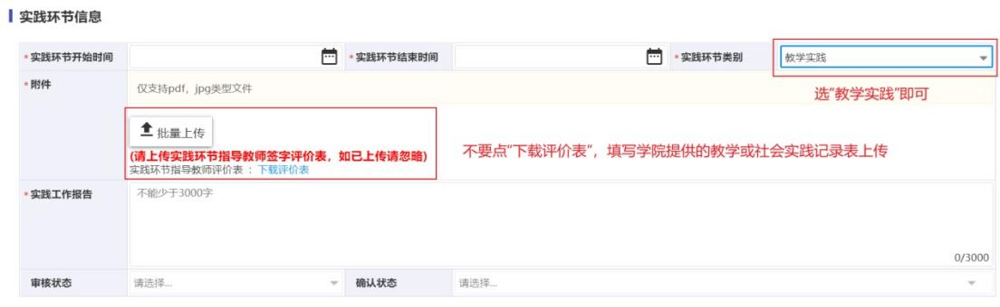 实践环节信息
*实践环节开始时间
*实践环节结束时间
*实践环节类别
教学实践
*附件
仅支持pdf，jpg类型文件
选“教学实践”即可
批量上传
(请上传实践环节指导教师签字评价表，如已上传请忽略)
实践环节指导教师评价表 ： 下载评价表
不要点“下载评价表”，填写学院提供的教学或社会实践记录表上传
*实践工作报告
不能少于3000字
0/3000
审核状态
请选择...
确认状态
请选择...